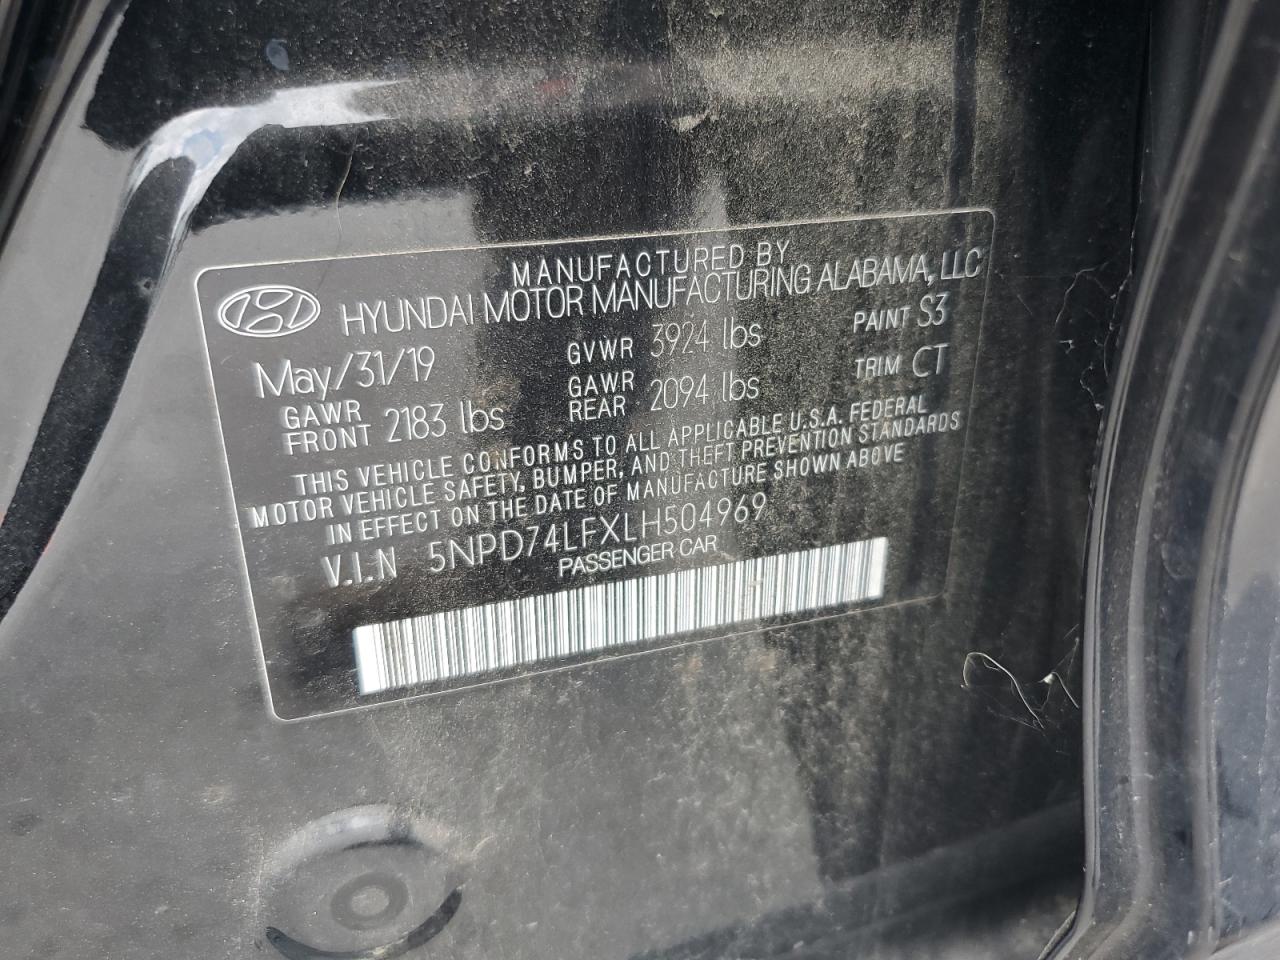 MANUFACTURED BY
HYUNDAI MOTOR MANUFACTURING ALABAMA, LLC
May/31/19 GVWR 3924 lbs PAINT S3
GAWR FRONT 2183 lbs GAWR REAR 2094 lbs TRIM CT
THIS VEHICLE CONFORMS TO ALL APPLICABLE U.S.A. FEDERAL
MOTOR VEHICLE SAFETY, BUMPER, AND THEFT PREVENTION STANDARDS
IN EFFECT ON THE DATE OF MANUFACTURE SHOWN ABOVE
V.I.N 5NPD74LFXLH504969
PASSENGER CAR